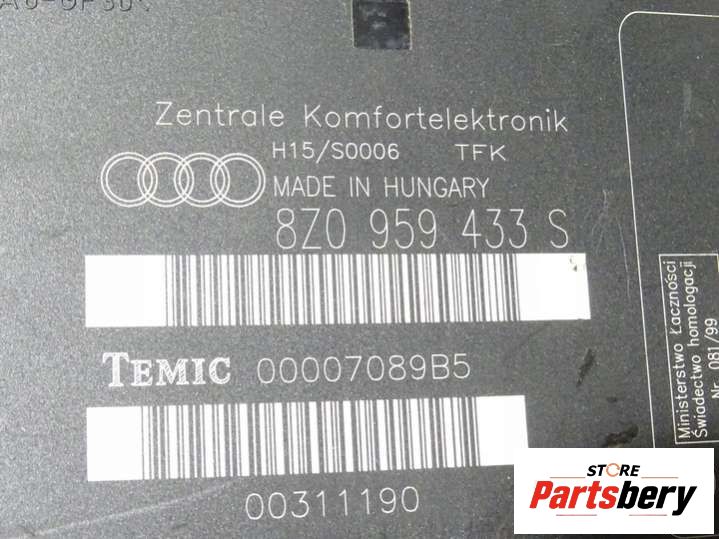 Zentrale Komfortelektronik
H15/S0006 TFK
MADE IN HUNGARY
8Z0 959 433 S
TEMIC 00007089B5
00311190
Ministerstwo Łaczności
Świadectwo homologacji
Nr 081/99
STORE
Partsbery